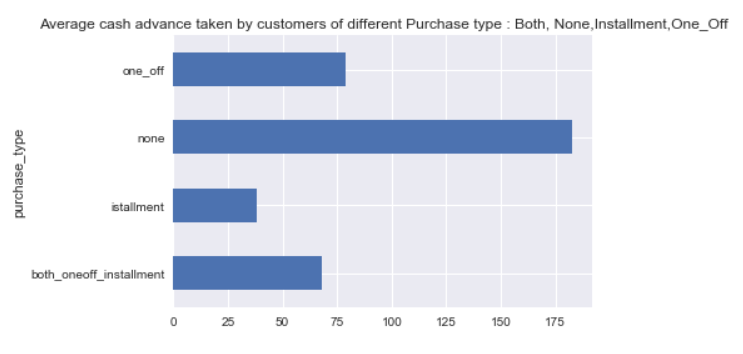 Average cash advance taken by customers of different Purchase type : Both, None,Installment,One_Off
one_off
none
istallment
both_oneoff_installment
purchase_type
0 25 50 75 100 125 150 175